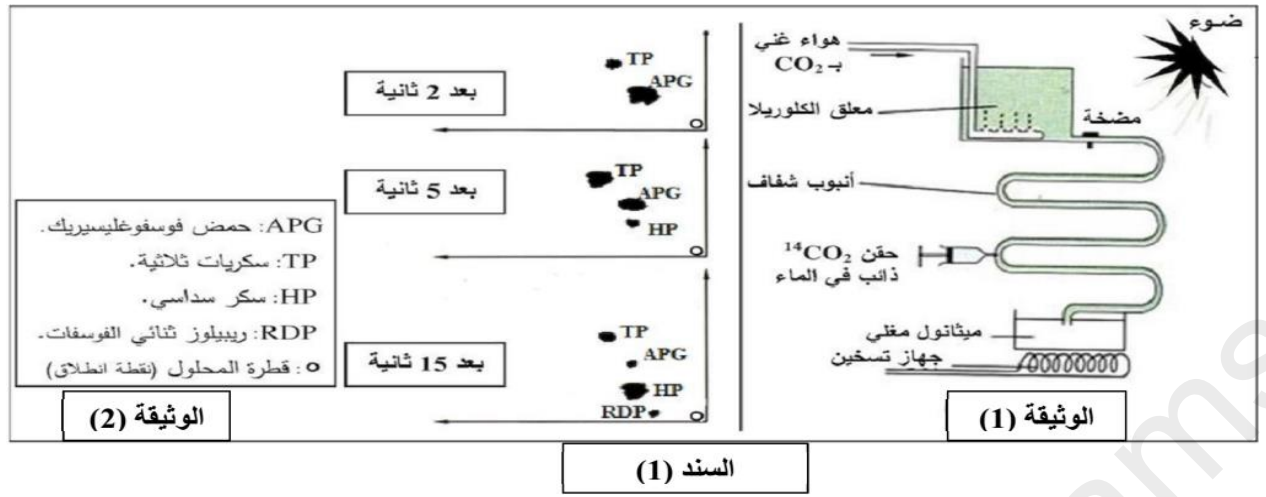 ضوء
هواء غني
بـ CO₂
معلق الكلوريلا
مضخة
أنبوب شفاف
حقن ¹⁴CO₂
ذائب في الماء
ميثانول مغلي
جهاز تسخين
الوثيقة (1)
بعد 2 ثانية
TP
APG
بعد 5 ثانية
TP
APG
HP
بعد 15 ثانية
TP
APG
HP
RDP
APG: حمض فوسفوغليسيريك.
TP: سكريات ثلاثية.
HP: سكر سداسي.
RDP: ريبيلوز ثنائي الفوسفات.
o: قطرة المحلول (نقطة انطلاق)
الوثيقة (2)
السند (1)